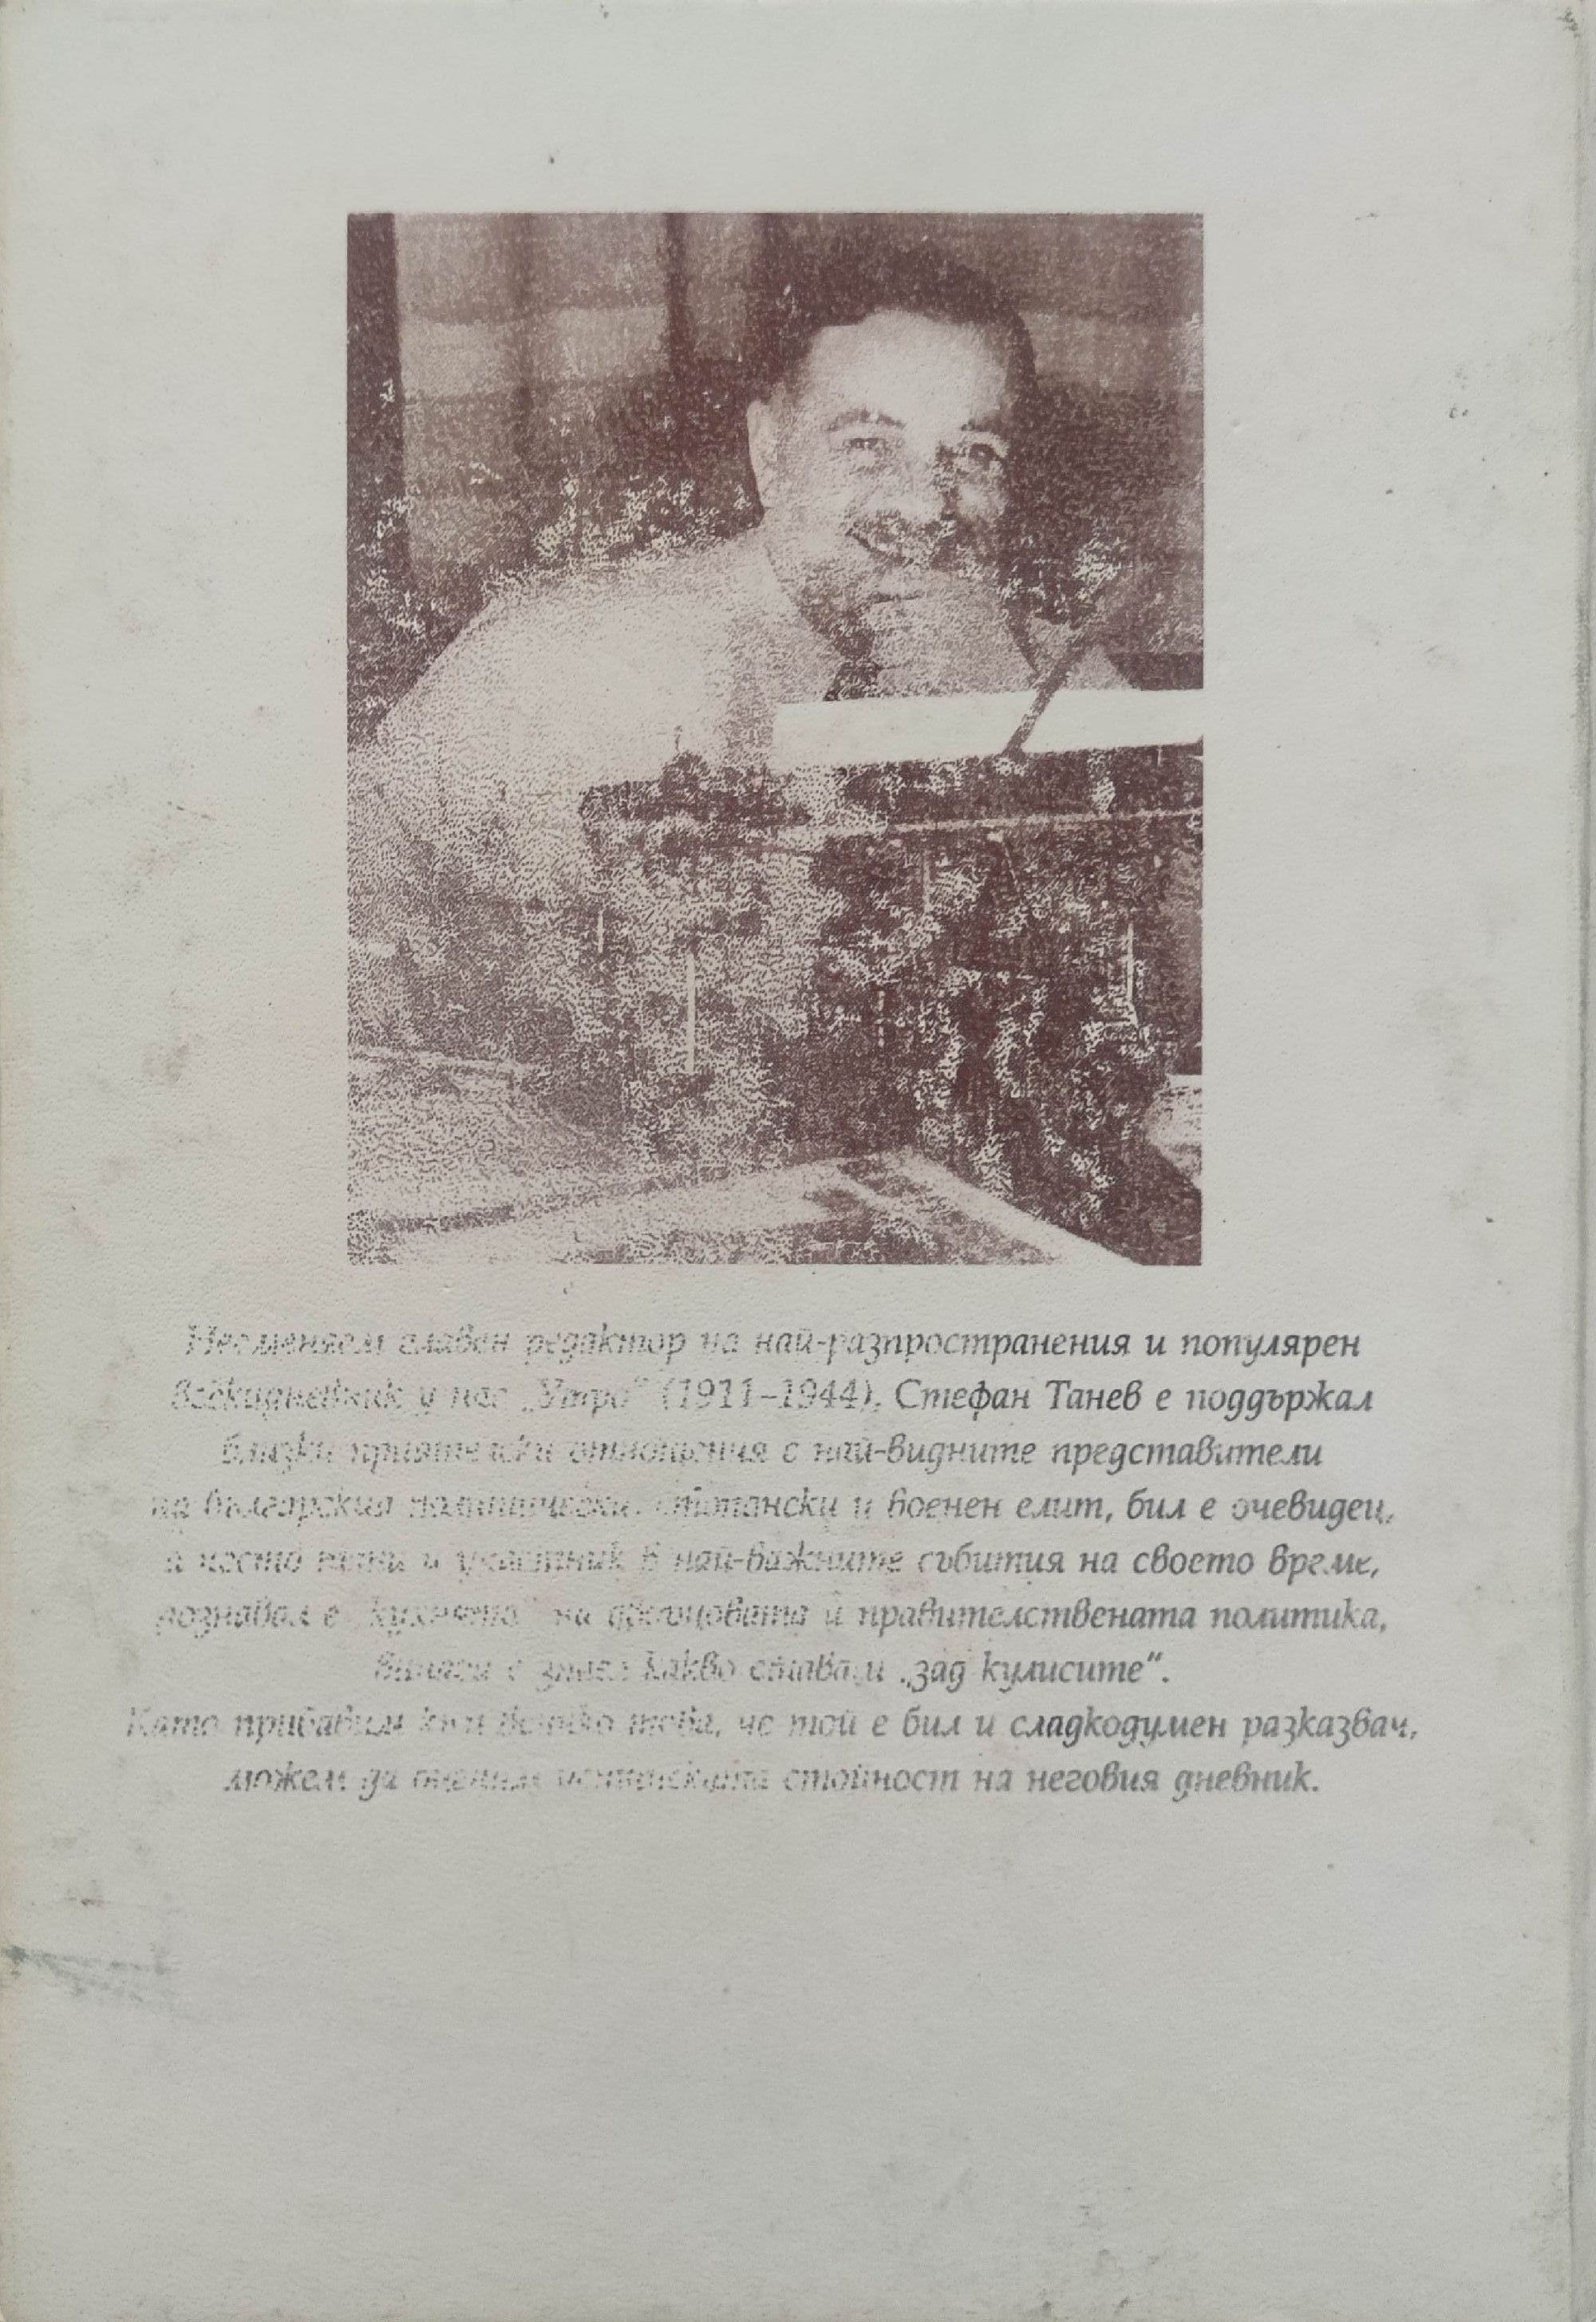 Несменяем главен редактор на най-разпространения и популярен
всекидневник у нас „Утро“ (1911–1944), Стефан Танев е поддържал
близки приятелски отношения с най-видните представители
на българския политически, стопански и военен елит, бил е очевидец,
а често пъти и участник в най-важните събития на своето време,
познавал е „кухнята“ на дворцовата и правителствената политика,
винаги е знаел какво става „зад кулисите“.
Като прибавим към всичко това, че той е бил и сладкодумен разказвач,
можем да оценим истинската стойност на неговия дневник.